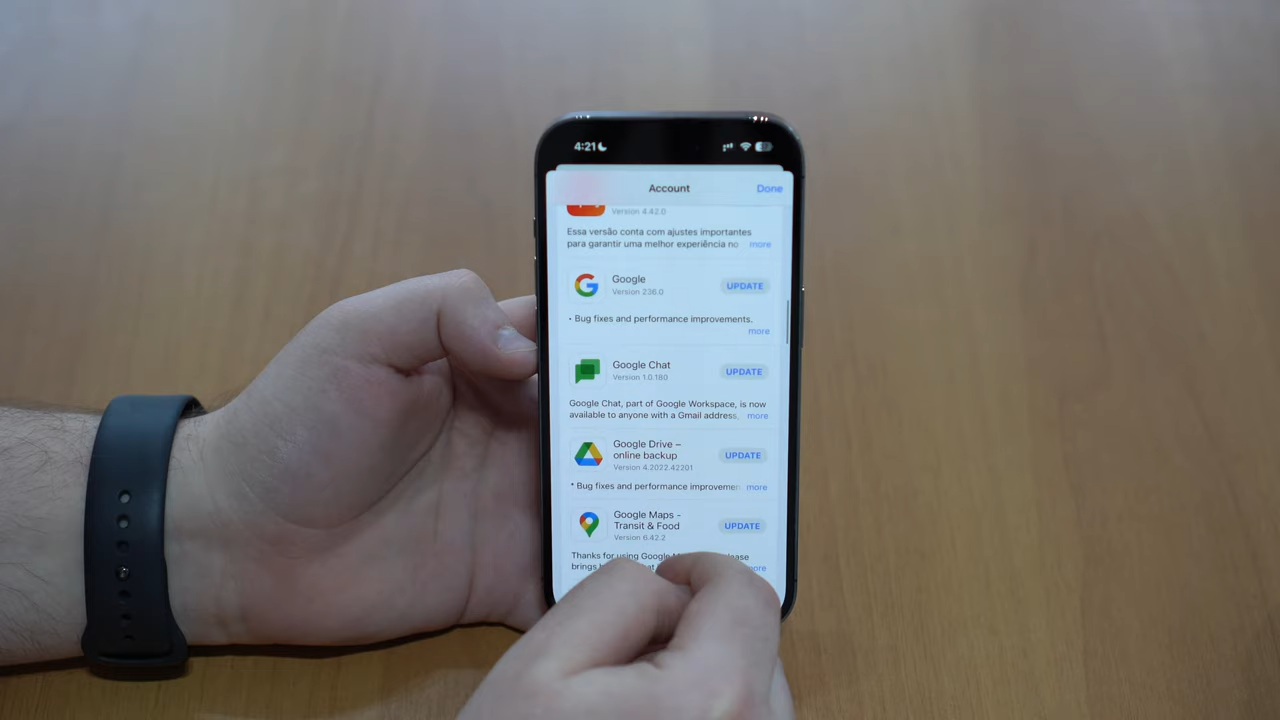 4:21
Account
Done
Version 4.42.0
Essa versão conta com ajustes importantes
para garantir uma melhor experiência no more
Google
Version 236.0
UPDATE
• Bug fixes and performance improvements.
more
Google Chat
Version 1.0.180
UPDATE
Google Chat, part of Google Workspace, is now
available to anyone with a Gmail address, more
Google Drive –
online backup
Version 4.2022.42201
UPDATE
* Bug fixes and performance improvemen more
Google Maps -
Transit & Food
Version 6.42.2
UPDATE
Thanks for using Google
brings